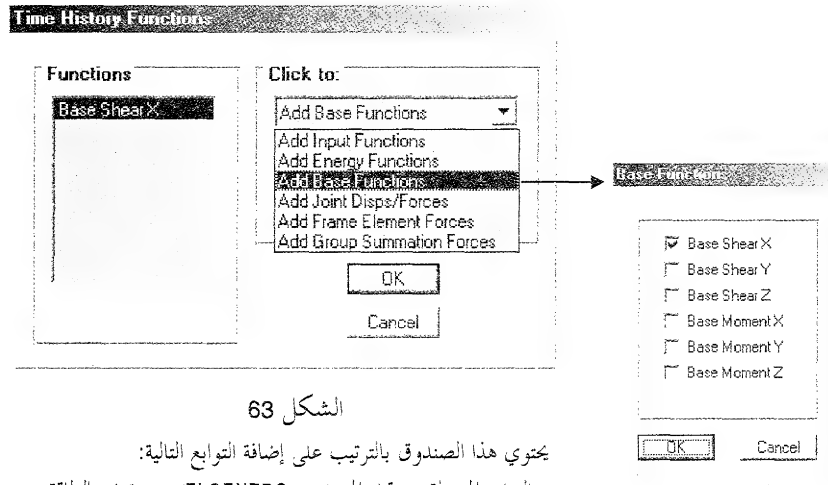 Time History Functions
Functions
Base Shear X
Click to:
Add Base Functions
Add Input Functions
Add Energy Functions
Add Base Functions
Add Joint Disps/Forces
Add Frame Element Forces
Add Group Summation Forces
OK
Cancel
Base Functions
Base Shear X
Base Shear Y
Base Shear Z
Base Moment X
Base Moment Y
Base Moment Z
OK
Cancel
الشكل 63
يحتوي هذا الصندوق بالترتيب على إضافة التوابع التالية: